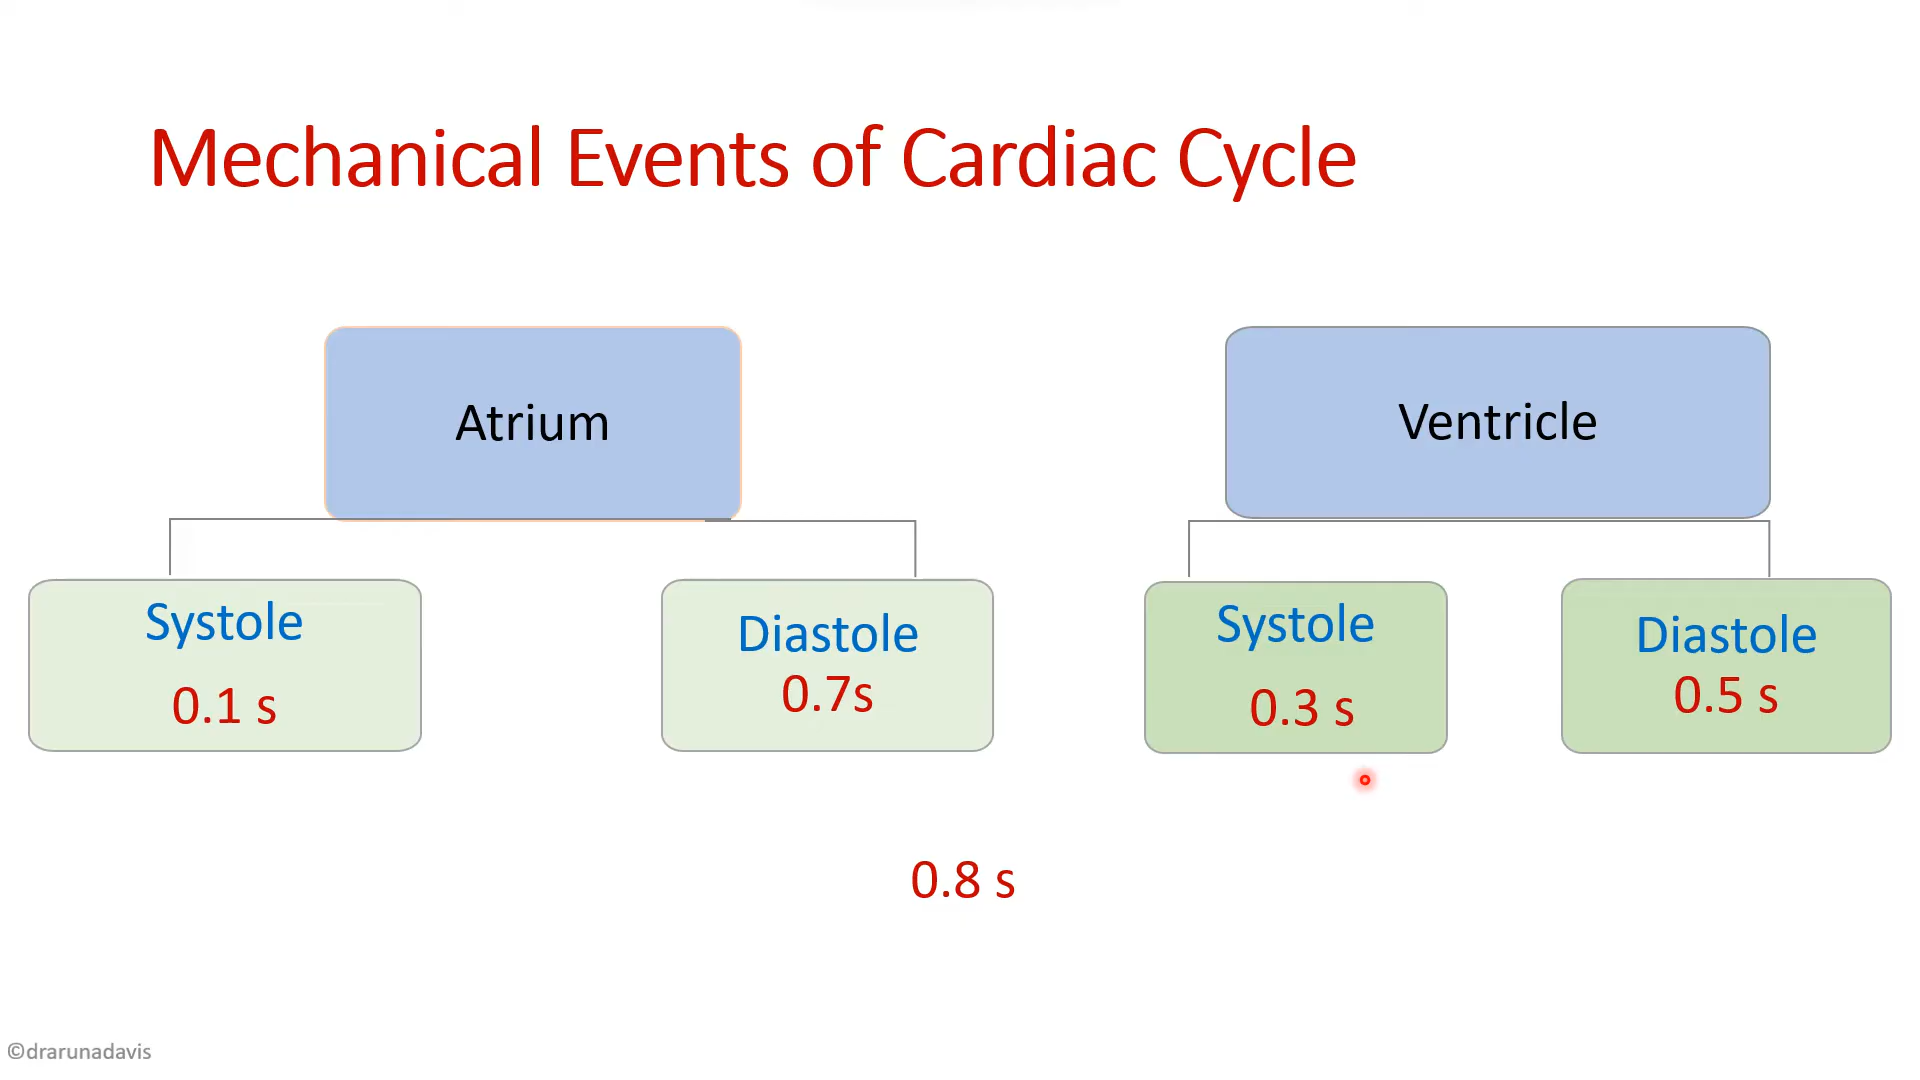 Mechanical Events of Cardiac Cycle
Atrium
Ventricle
Systole
0.1 s
Diastole
0.7s
Systole
0.3 s
Diastole
0.5 s
0.8 s
©drarunadavis